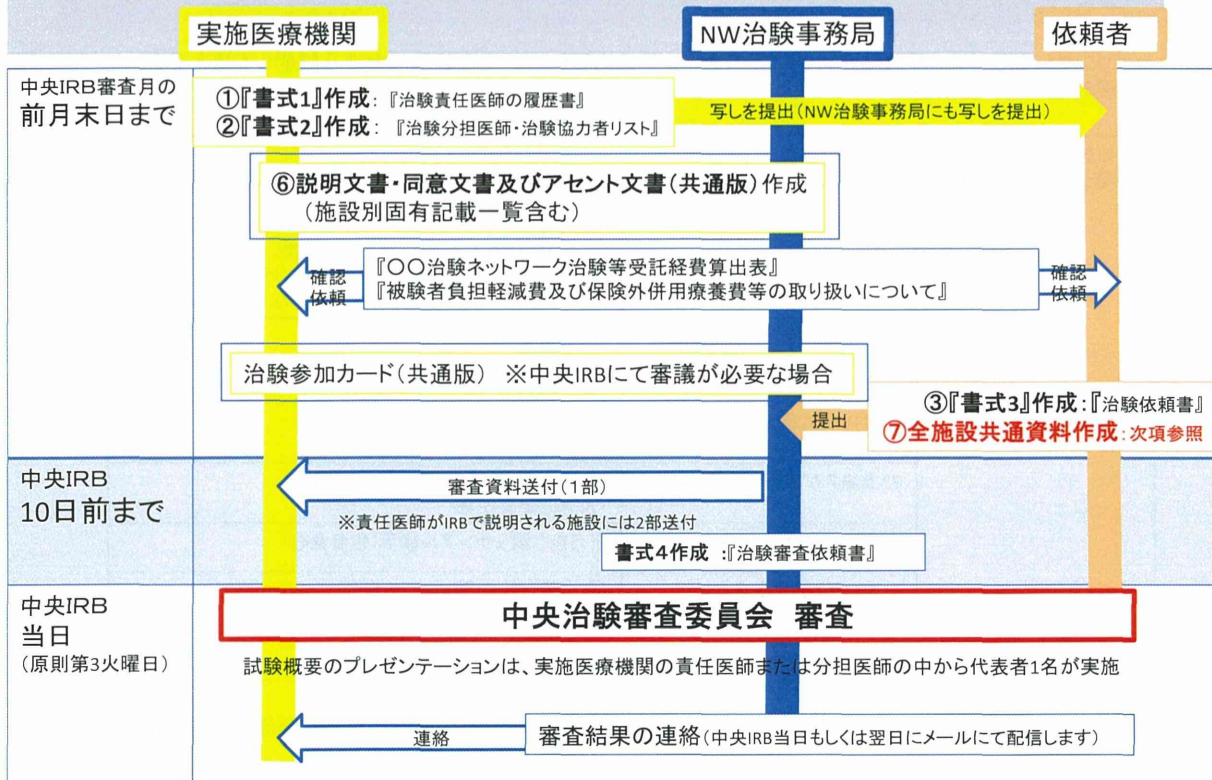 実施医療機関
NW治験事務局
依頼者
中央IRB審査月の
前月末日まで
①『書式1』作成：『治験責任医師の履歴書』
②『書式2』作成：『治験分担医師・治験協力者リスト』
写しを提出(NW治験事務局にも写しを提出)
⑥説明文書・同意文書及びアセント文書(共通版)作成
(施設別固有記載一覧含む)
確認
依頼
『〇〇治験ネットワーク治験等受託経費算出表』
『被験者負担軽減費及び保険外併用療養費等の取り扱いについて』
確認
依頼
治験参加カード(共通版) ※中央IRBにて審議が必要な場合
提出
③『書式3』作成：『治験依頼書』
⑦全施設共通資料作成：次項参照
中央IRB
10日前まで
審査資料送付(1部)
※責任医師がIRBで説明される施設には2部送付
書式4作成：『治験審査依頼書』
中央IRB
当日
(原則第3火曜日)
中央治験審査委員会 審査
試験概要のプレゼンテーションは、実施医療機関の責任医師または分担医師の中から代表者1名が実施
連絡
審査結果の連絡(中央IRB当日もしくは翌日にメールにて配信します)